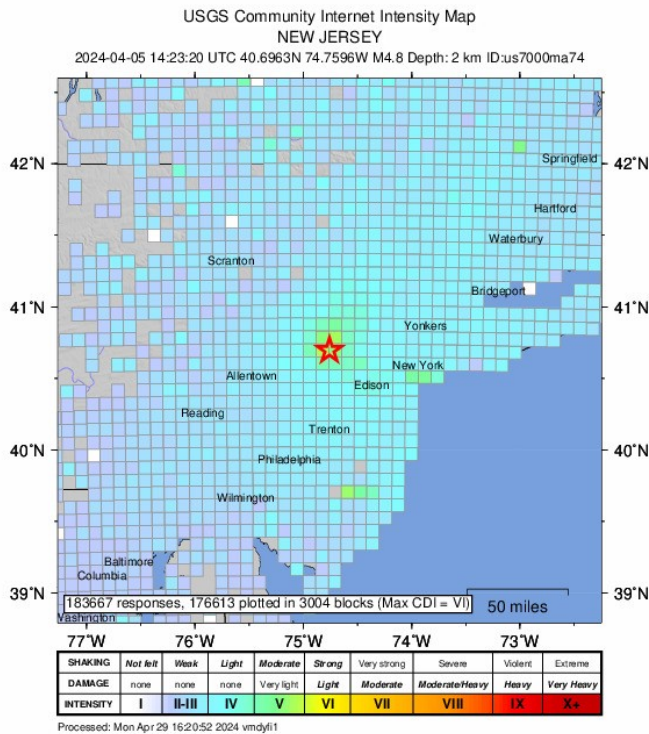 USGS Community Internet Intensity Map
NEW JERSEY
2024-04-05 14:23:20 UTC 40.6963N 74.7596W M4.8 Depth: 2 km ID:us7000ma74
42°N 42°N
Springfield
Hartford
Waterbury
Scranton
Bridgeport
41°N 41°N
Yonkers
New York
Allentown Edison
Reading
Trenton
40°N 40°N
Philadelphia
Wilmington
Baltimore
Columbia
39°N 39°N
183667 responses, 176613 plotted in 3004 blocks (Max CDI = VI)
50 miles
Washington
77°W 76°W 75°W 74°W 73°W
SHAKING Not felt Weak Light Moderate Strong Very strong Severe Violent Extreme
DAMAGE none none none Very light Light Moderate Moderate/Heavy Heavy Very Heavy
INTENSITY I II-III IV V VI VII VIII IX X+
Processed: Mon Apr 29 16:20:52 2024 vmdyfi1